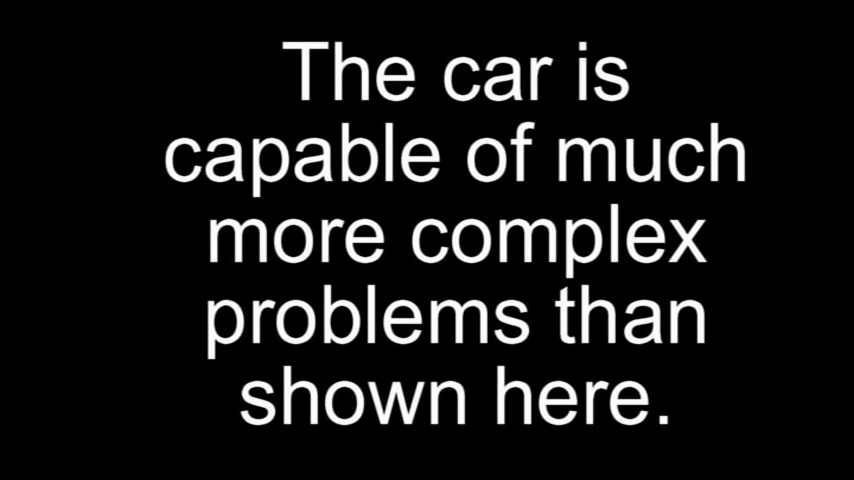 The car is
capable of much
more complex
problems than
shown here.